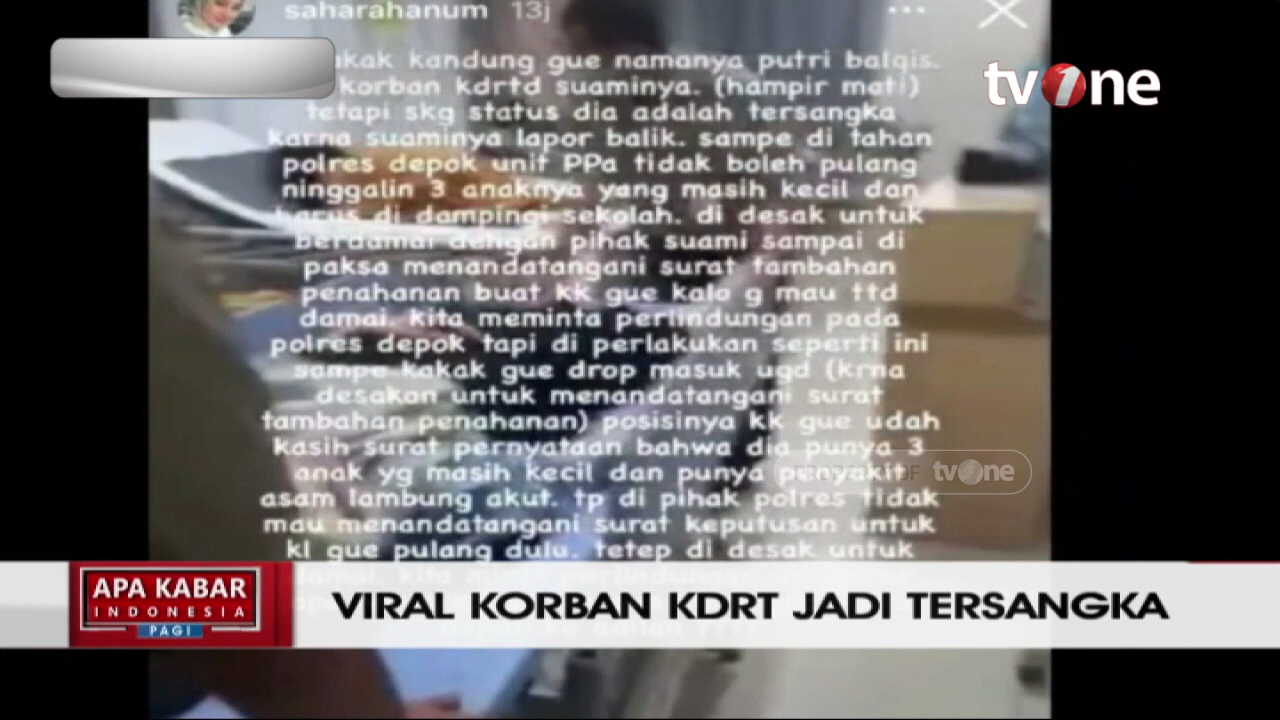 saharahanum 13j
kakak kandung gue namanya putri balqis.
korban kdrtd suaminya. (hampir mati)
tvOne
tetapi skg status dia adalah tersangka
karna suaminya lapor balik. sampe di tahan
polres depok unit PPa tidak boleh pulang
ninggalin 3 anaknya yang masih kecil dan
harus di dampingi sekolah. di desak untuk
berdamai dengan pihak suami sampai di
paksa menandatangani surat tambahan
penahanan buat kk gue kalo g mau ttd
damai. kita meminta perlindungan pada
polres depok tapi di perlakukan seperti ini
sampe kakak gue drop masuk ugd (krna
desakan untuk menandatangani surat
tambahan penahanan) posisinya kk gue udah
kasih surat pernyataan bahwa dia punya 3
anak yg masih kecil dan punya penyakit
tvOne
asam lambung akut. tp di pihak polres tidak
mau menandatangani surat keputusan untuk
kl gue pulang dulu. tetep di desak untuk
APA KABAR
INDONESIA
PAGI
VIRAL KORBAN KDRT JADI TERSANGKA